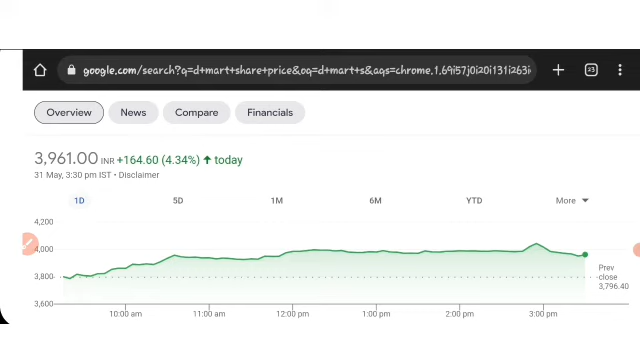 google.com/search?q=d+mart+share+price&oq=d+mart+s&aqs=chrome.1.69i57j0i20i131i263i
23
Overview News Compare Financials
3,961.00 INR +164.60 (4.34%) ↑ today
31 May, 3:30 pm IST • Disclaimer
1D 5D 1M 6M YTD More
4,200
4,000
3,800
3,600
Prev
close
3,796.40
10:00 am 11:00 am 12:00 pm 1:00 pm 2:00 pm 3:00 pm